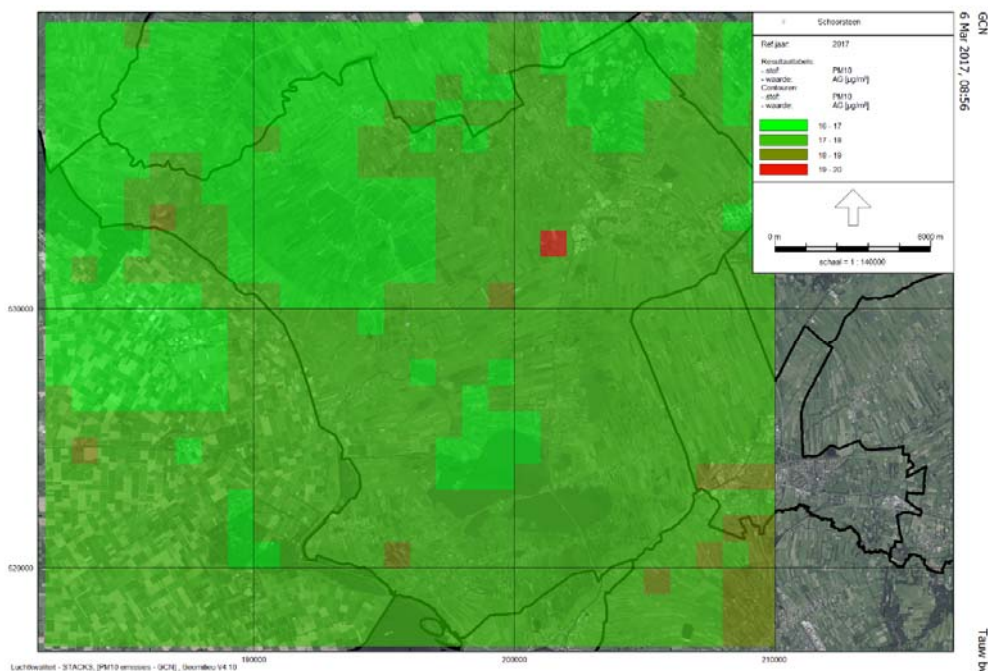 Schoorsteen
Ref.jaar: 2017
Resultaattabels:
- stof: PM10
- waarde: AG [µg/m³]
Contouren:
- stof: PM10
- waarde: AG [µg/m³]
16 - 17
17 - 18
18 - 19
19 - 20
0 m 6000 m
schaal = 1 : 140000
GCN
6 Mar 2017, 08:56
190000
200000
210000
Luchtkwaliteit - STACKS, [PM10 emissies - GCN], Geomilieu V4.10
Tauw bv